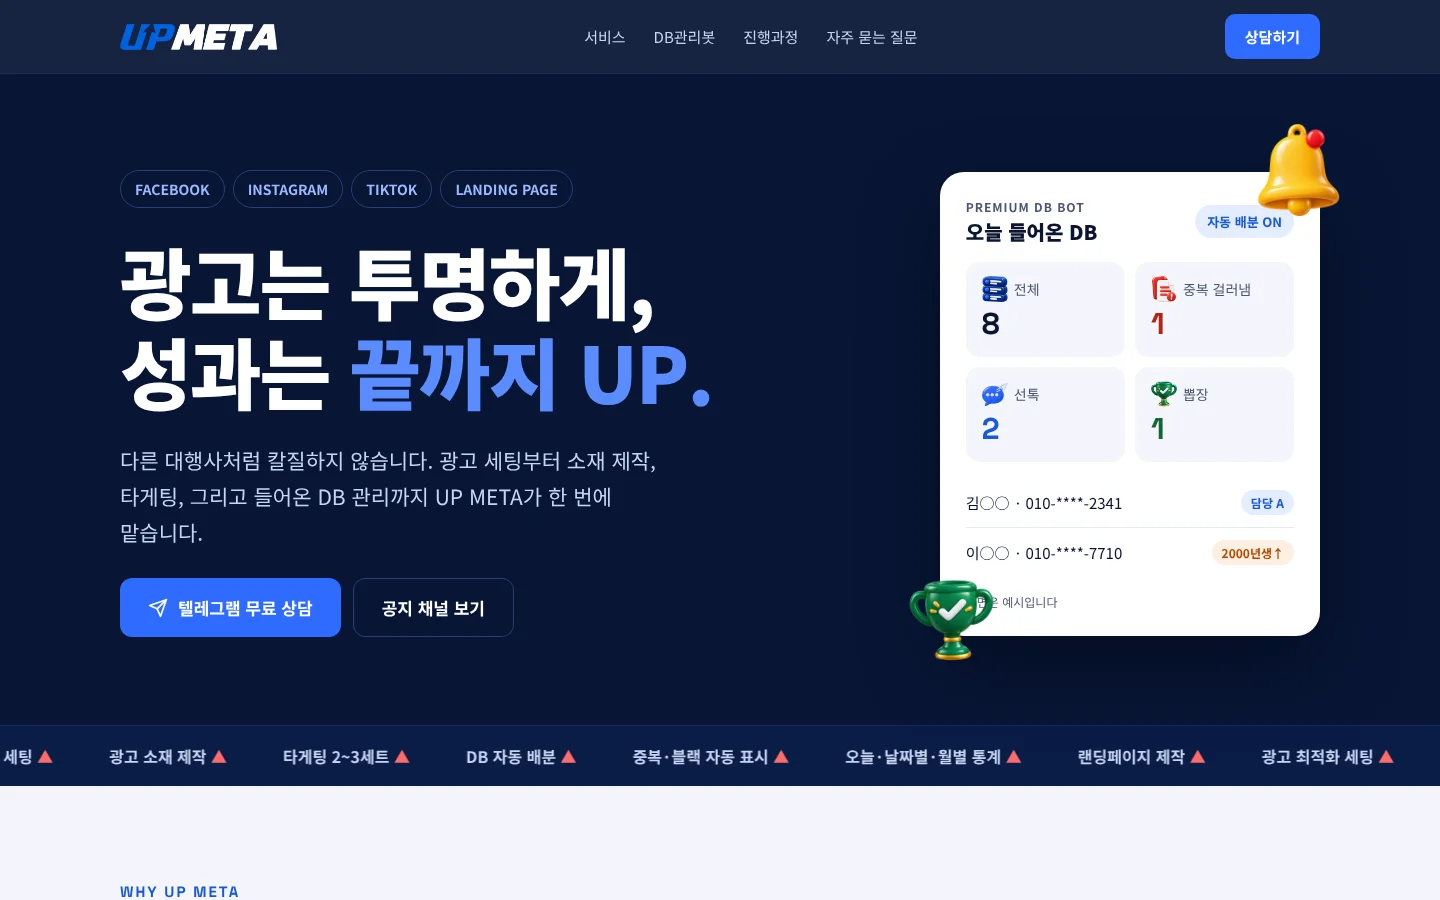 UPMETA
서비스
DB관리봇
진행과정
자주 묻는 질문
상담하기
FACEBOOK
INSTAGRAM
TIKTOK
LANDING PAGE
광고는 투명하게,
성과는 끝까지 UP.
다른 대행사처럼 칼질하지 않습니다. 광고 세팅부터 소재 제작,
타게팅, 그리고 들어온 DB 관리까지 UP META가 한 번에
맡습니다.
텔레그램 무료 상담
공지 채널 보기
PREMIUM DB BOT
오늘 들어온 DB
자동 배분 ON
전체
8
중복 걸러냄
1
선톡
2
뽑장
1
김○○ · 010-****-2341
담당 A
이○○ · 010-****-7710
2000년생↑
예시입니다
세팅 ▲
광고 소재 제작 ▲
타게팅 2~3세트 ▲
DB 자동 배분 ▲
중복·블랙 자동 표시 ▲
오늘·날짜별·월별 통계 ▲
랜딩페이지 제작 ▲
광고 최적화 세팅 ▲
WHY UP META